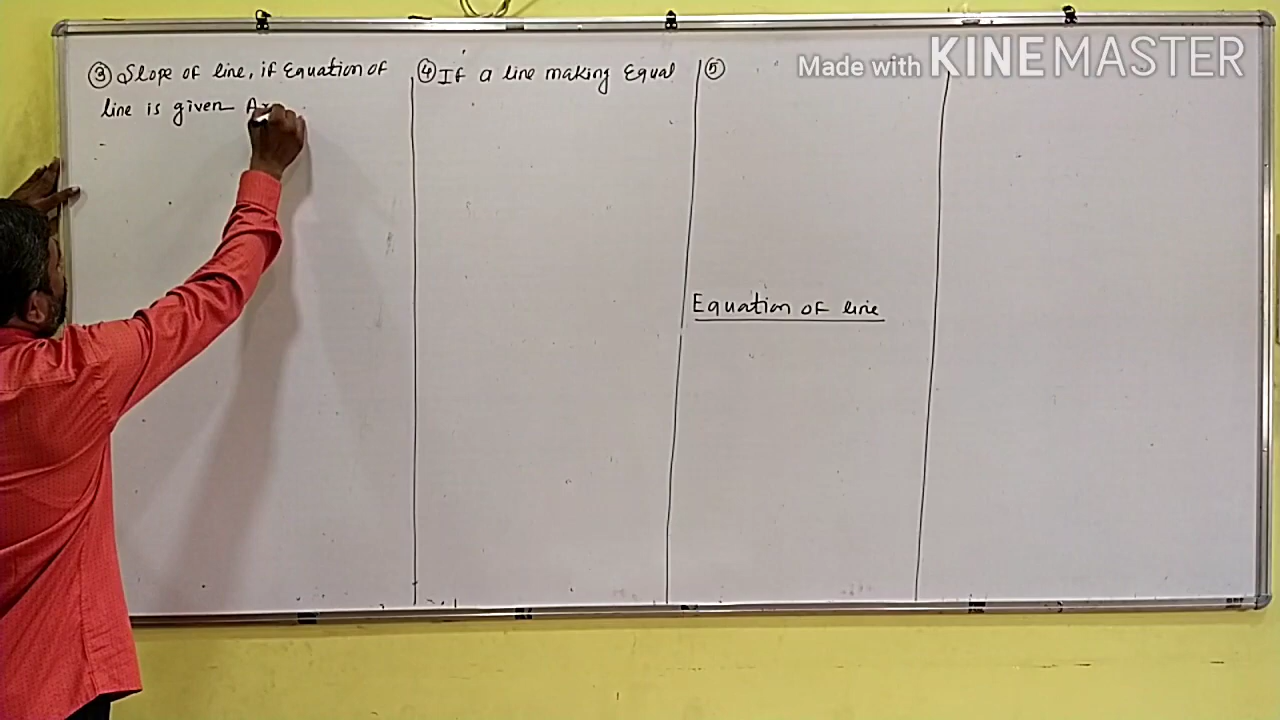 ③ Slope of line, if Equation of
line is given A
④ If a line making Equal
⑤
Equation of line
Made with KINEMASTER